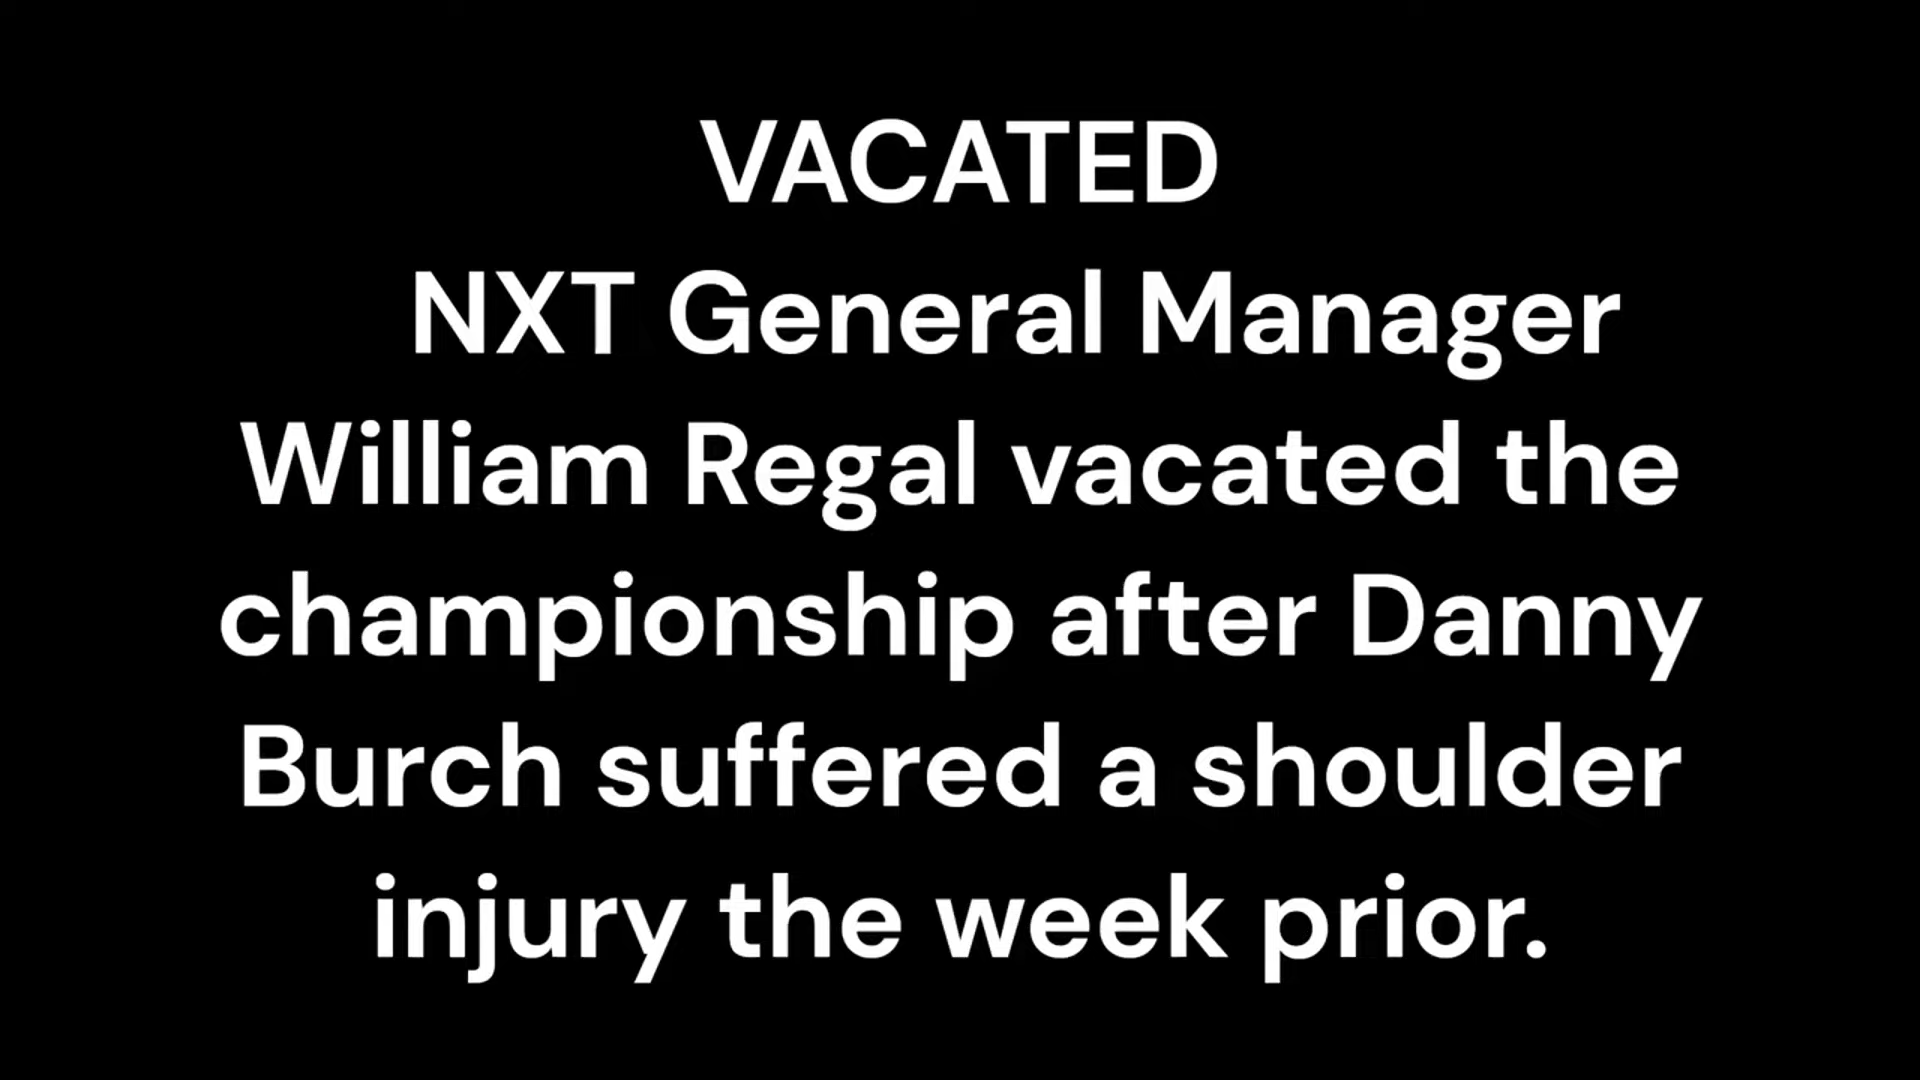 VACATED
NXT General Manager
William Regal vacated the
championship after Danny
Burch suffered a shoulder
injury the week prior.